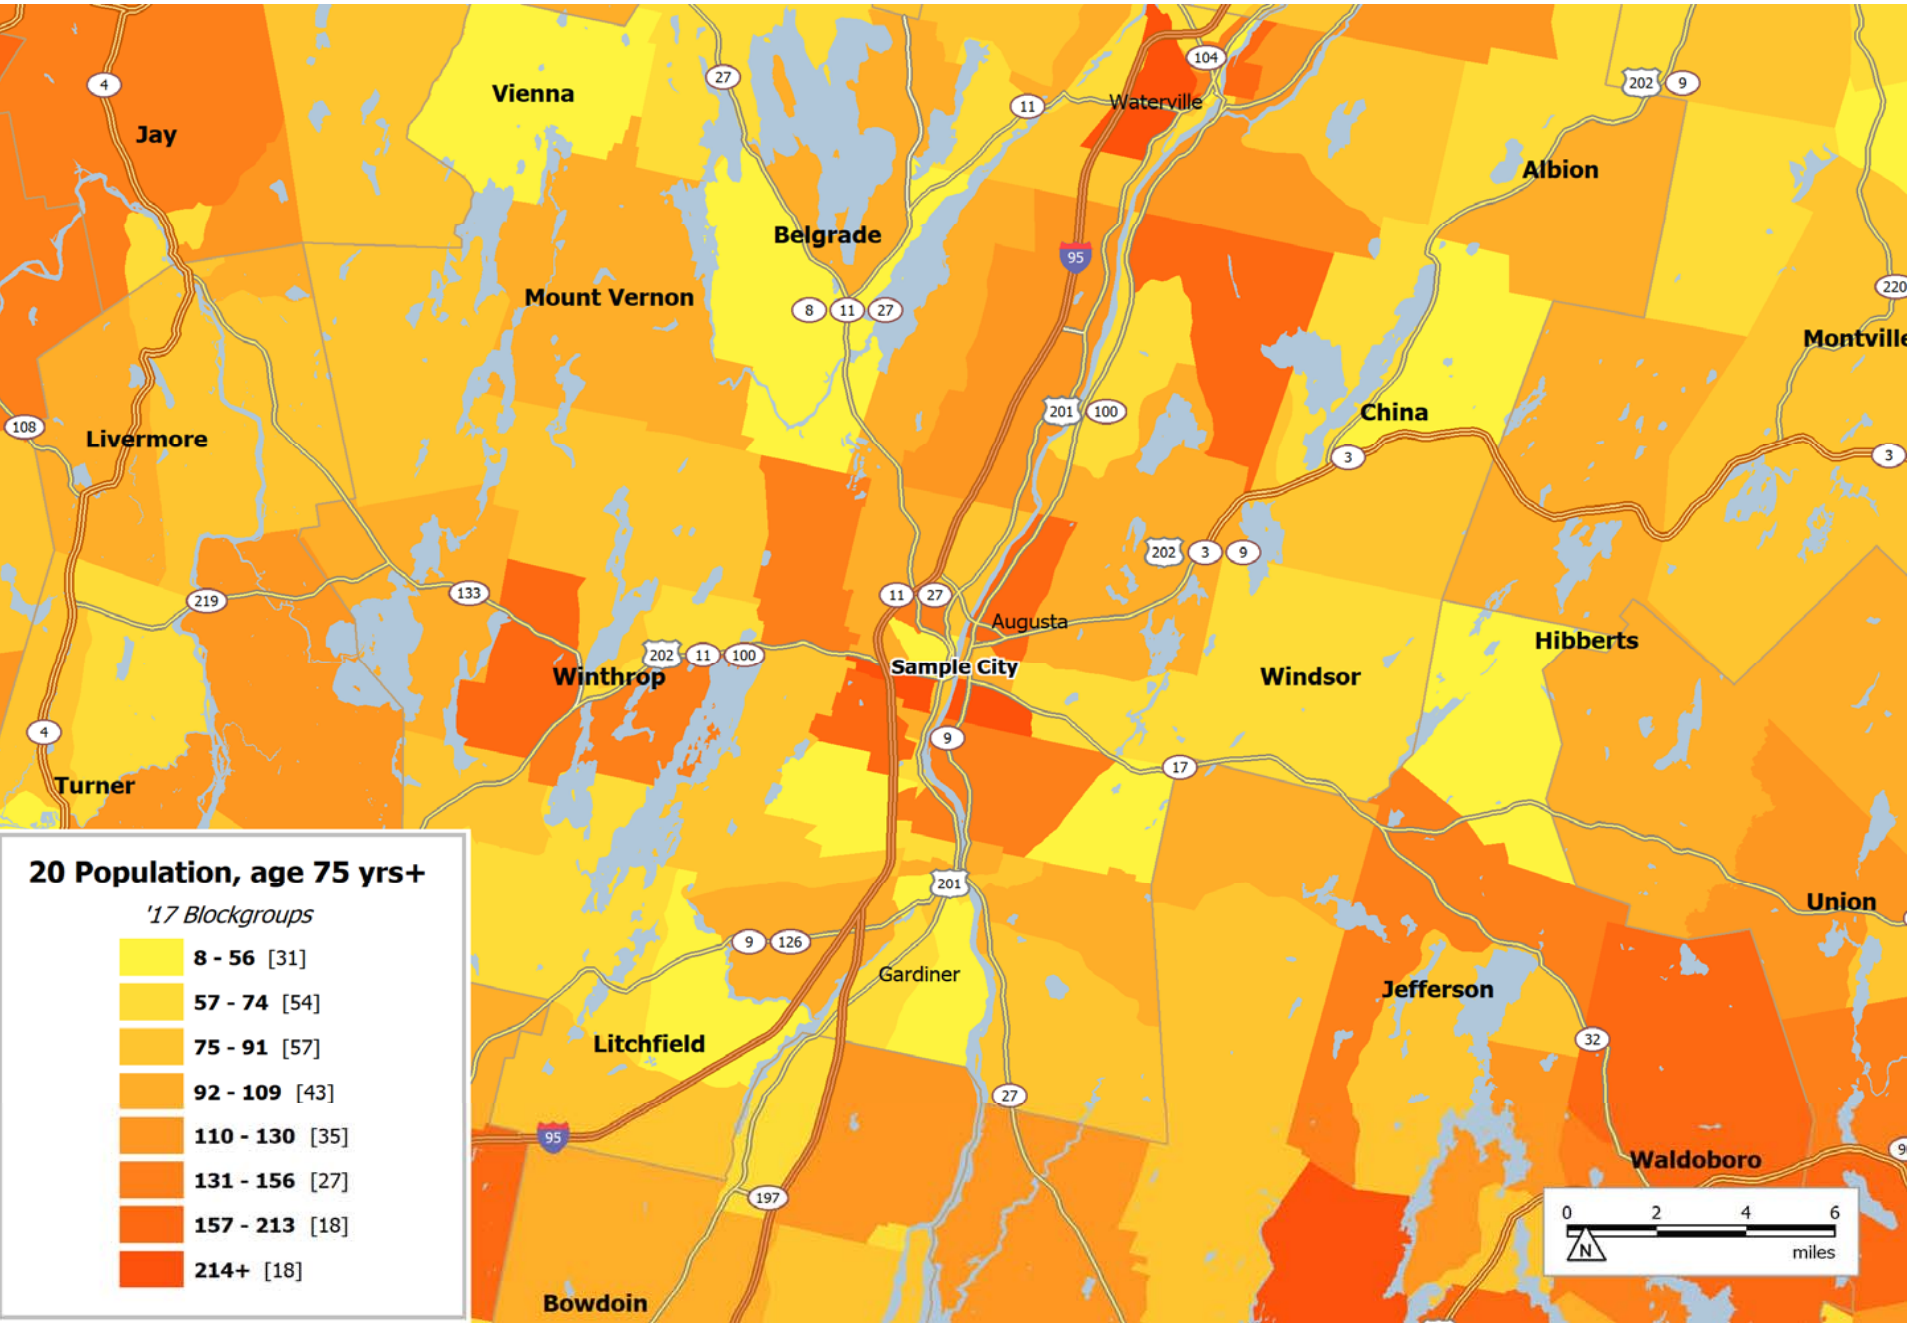 104
202 9
4
27
Vienna
11
Waterville
Jay
Albion
Belgrade
95
220
Mount Vernon
8 11 27
Montville
201 100
China
108
Livermore
3
3
202 3 9
133
11 27
219
Augusta
Hibberts
202 11 100
Sample City
Winthrop
Windsor
4
9
17
Turner
20 Population, age 75 yrs+
'17 Blockgroups
8 - 56 [31]
57 - 74 [54]
75 - 91 [57]
92 - 109 [43]
110 - 130 [35]
131 - 156 [27]
157 - 213 [18]
214+ [18]
201
Union
9 126
Gardiner
Jefferson
Litchfield
32
27
95
Waldoboro
197
0 2 4 6
N
miles
Bowdoin